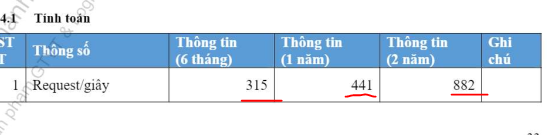 4.1 Tính toán
ST
T
Thông số
Thông tin
(6 tháng)
Thông tin
(1 năm)
Thông tin
(2 năm)
Ghi
chú
1 Request/giây 315 441 882